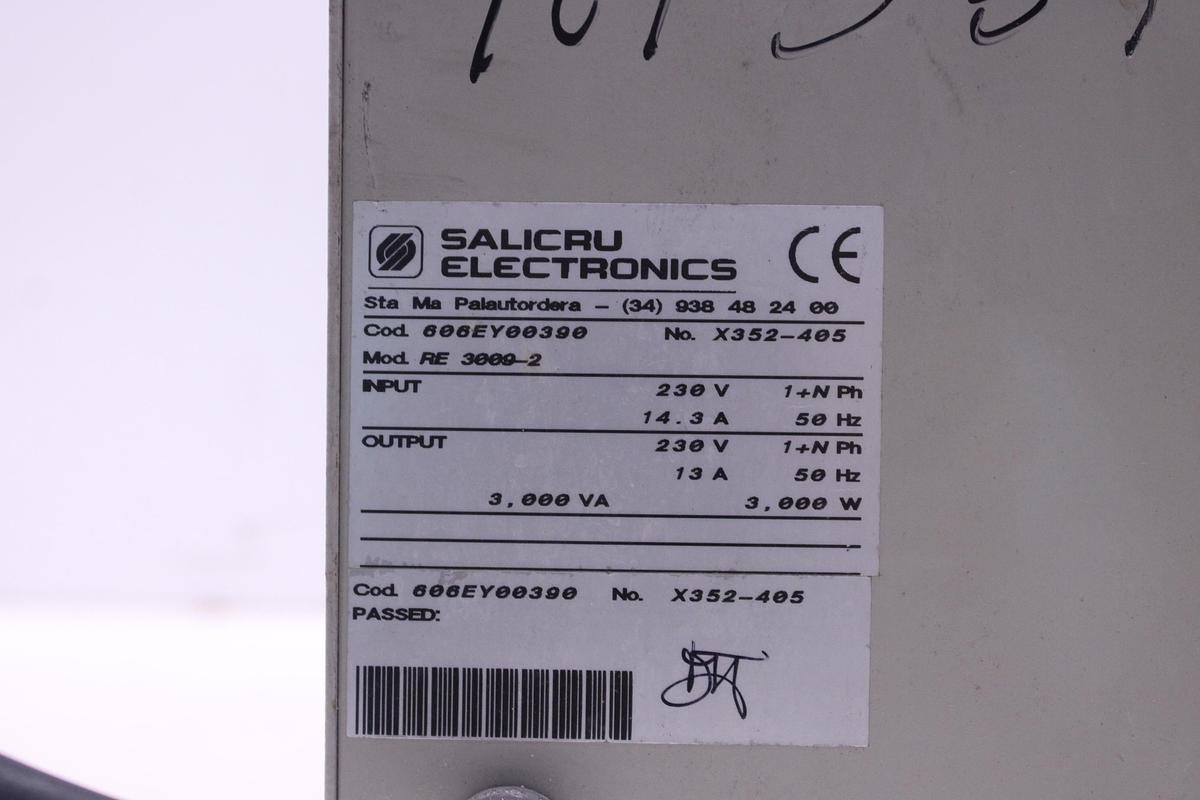 SALICRU
ELECTRONICS
CE
Sta Ma Palautordera - (34) 938 48 24 00
Cod. 606EY00390 No. X352-405
Mod. RE 3009-2
INPUT 230 V 1+N Ph
14.3 A 50 Hz
OUTPUT 230 V 1+N Ph
13 A 50 Hz
3,000 VA 3,000 W
Cod. 606EY00390 No. X352-405
PASSED: